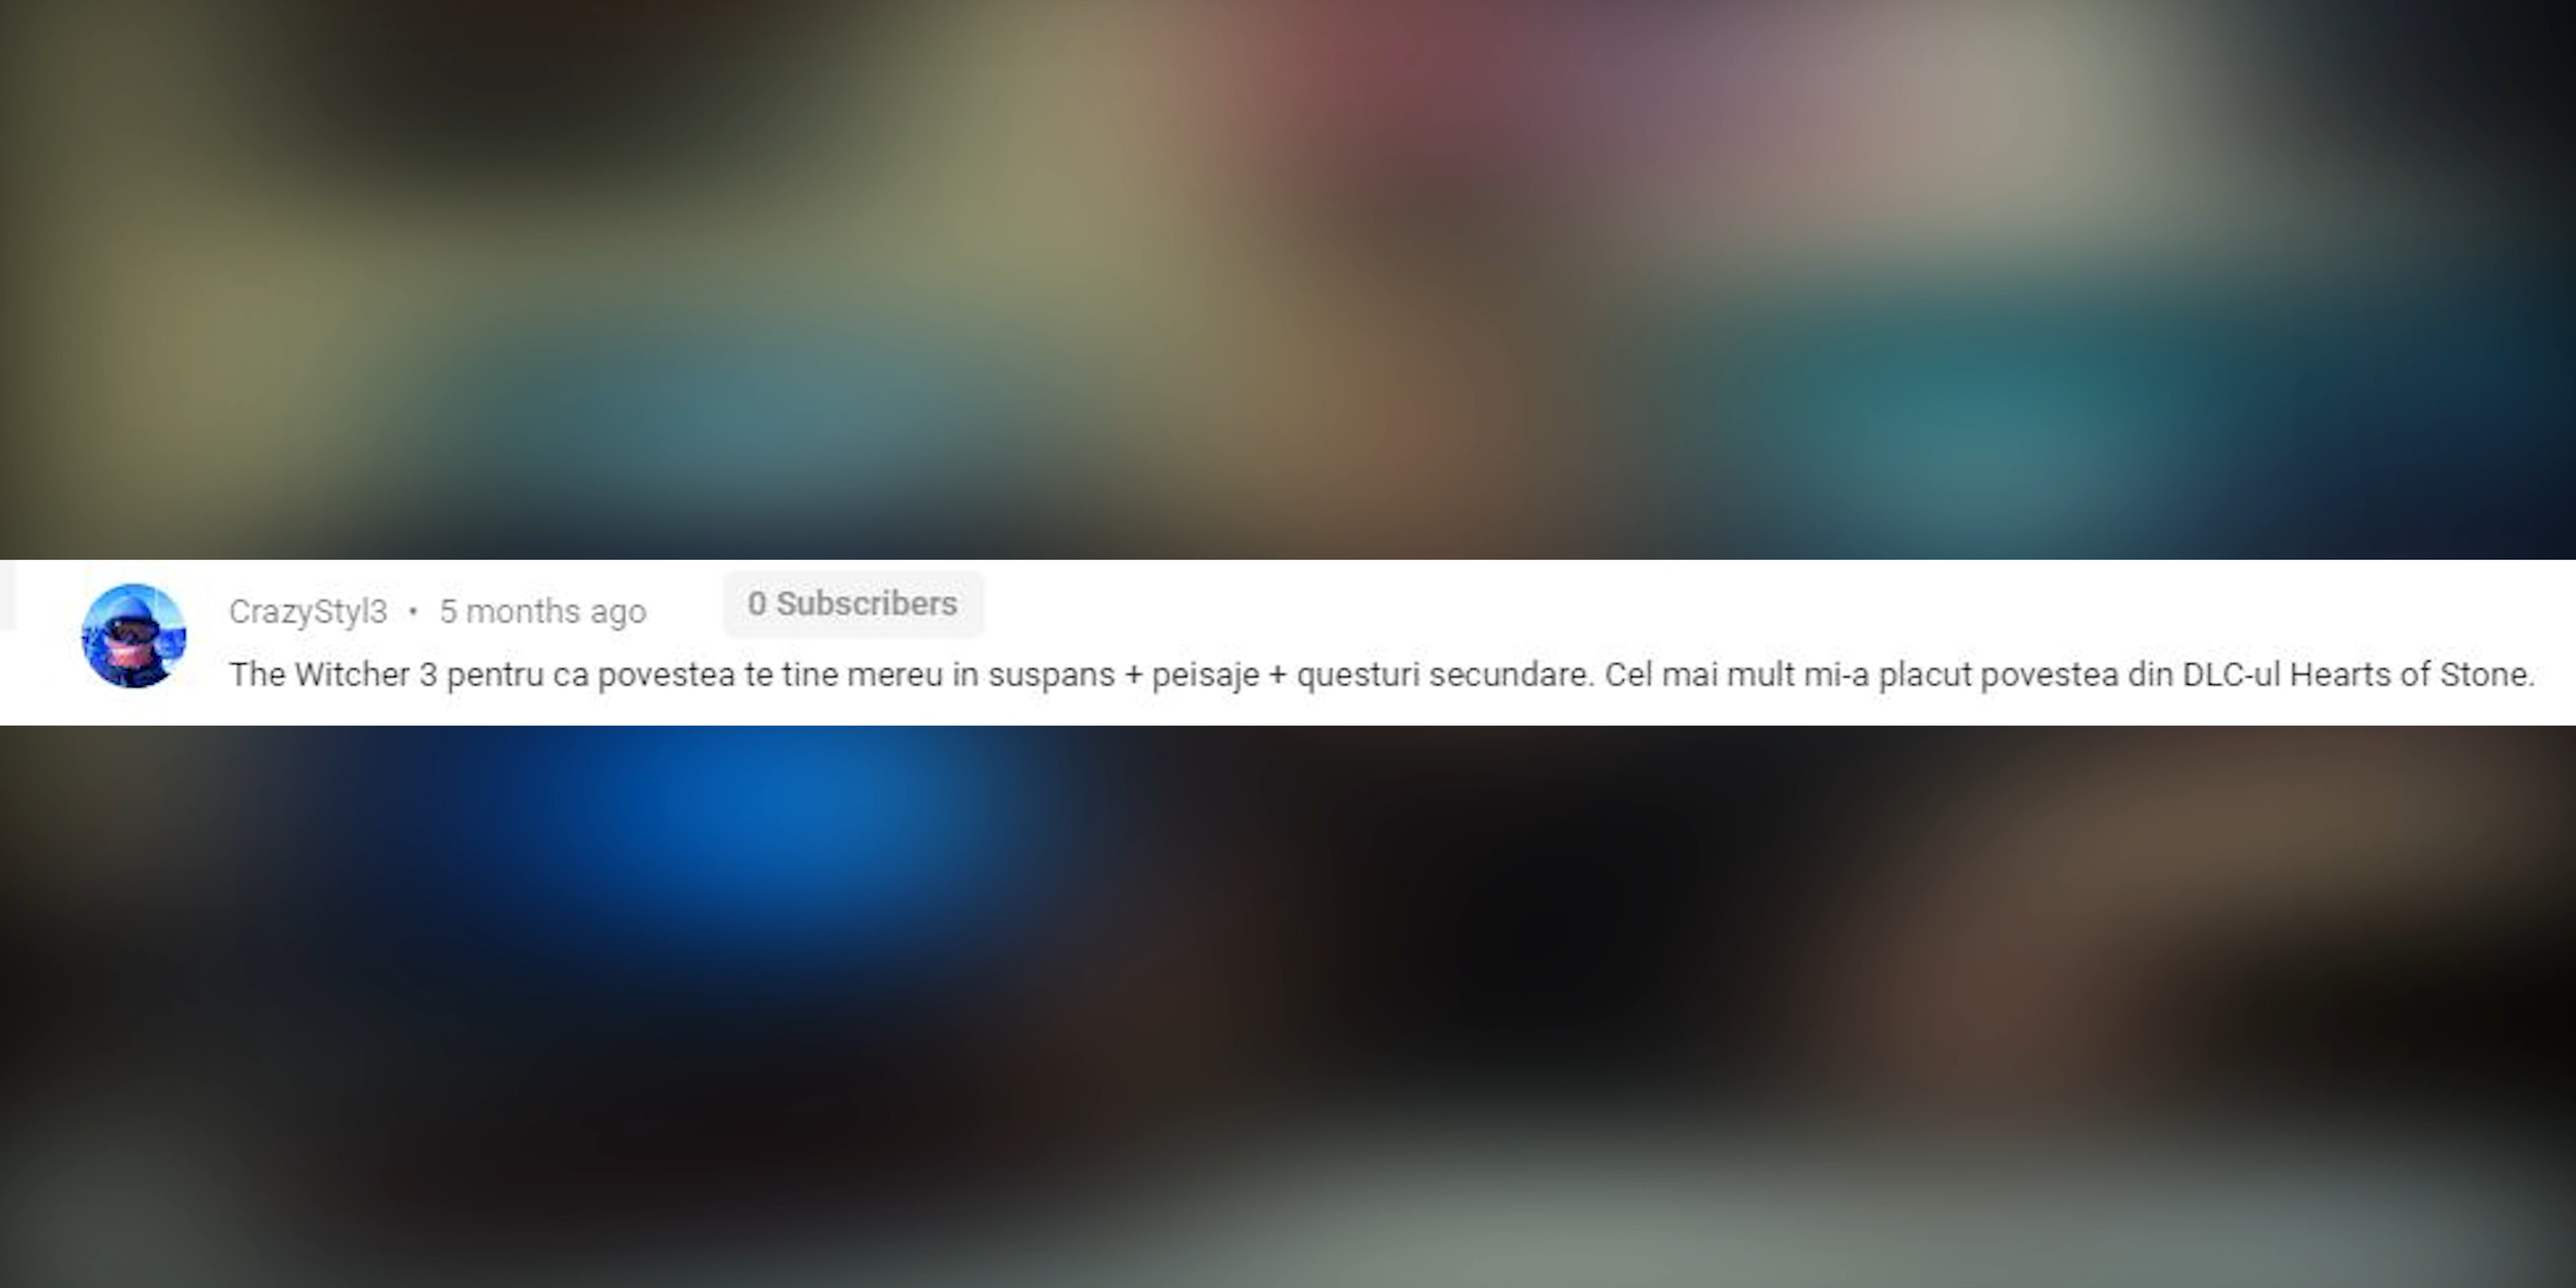 CrazyStyl3 • 5 months ago 0 Subscribers
The Witcher 3 pentru ca povestea te tine mereu in suspans + peisaje + questuri secundare. Cel mai mult mi-a placut povestea din DLC-ul Hearts of Stone.